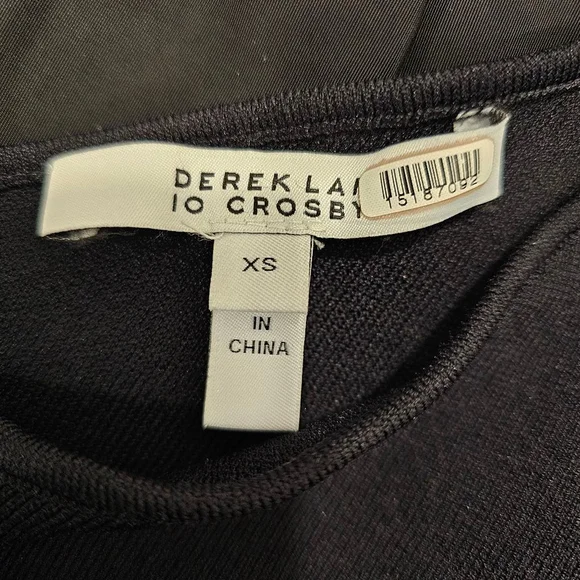 DEREK LA
10 CROSBY
15187092
XS
IN
CHINA